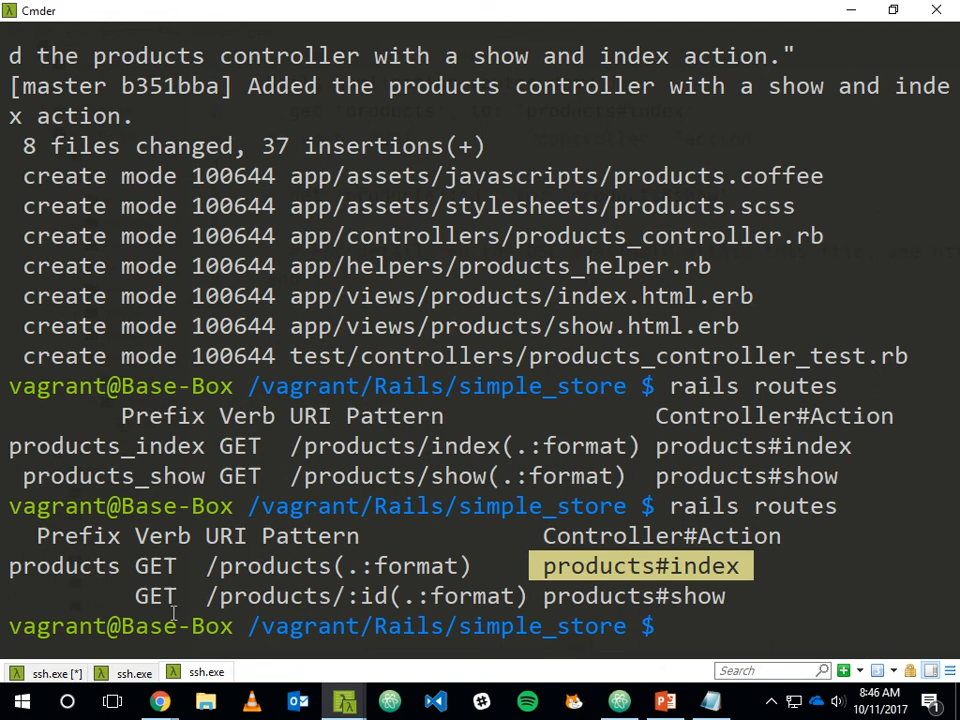 Cmder
d the products controller with a show and index action."
[master b351bba] Added the products controller with a show and inde
x action.
8 files changed, 37 insertions(+)
create mode 100644 app/assets/javascripts/products.coffee
create mode 100644 app/assets/stylesheets/products.scss
create mode 100644 app/controllers/products_controller.rb
create mode 100644 app/helpers/products_helper.rb
create mode 100644 app/views/products/index.html.erb
create mode 100644 app/views/products/show.html.erb
create mode 100644 test/controllers/products_controller_test.rb
vagrant@Base-Box /vagrant/Rails/simple_store $ rails routes
Prefix Verb URI Pattern Controller#Action
products_index GET /products/index(.:format) products#index
products_show GET /products/show(.:format) products#show
vagrant@Base-Box /vagrant/Rails/simple_store $ rails routes
Prefix Verb URI Pattern Controller#Action
products GET /products(.:format) products#index
GET /products/:id(.:format) products#show
vagrant@Base-Box /vagrant/Rails/simple_store $
ssh.exe [*] ssh.exe ssh.exe Search
8:46 AM
10/11/2017